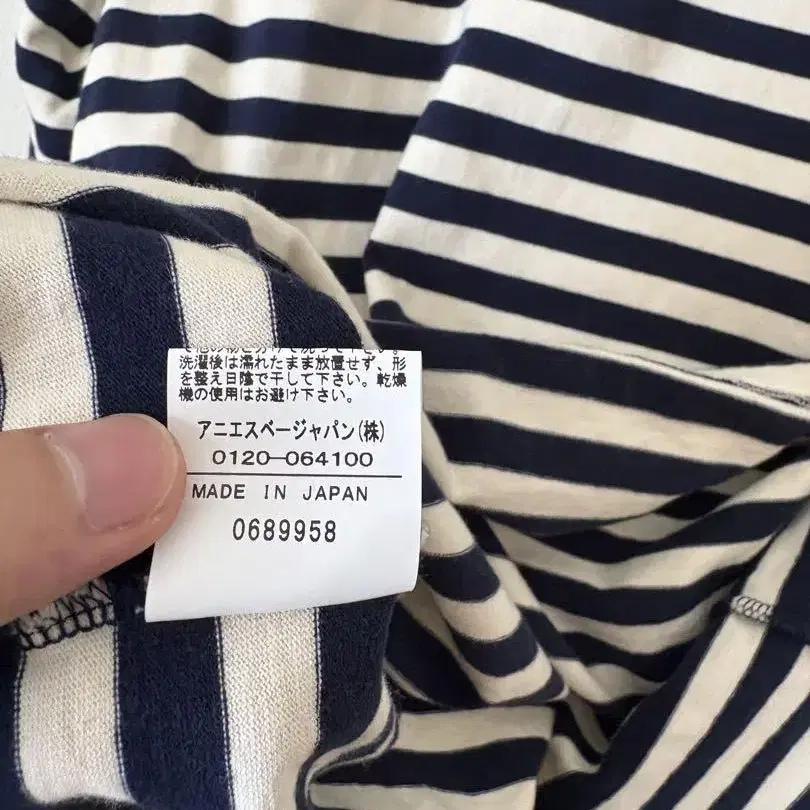 洗濯後は濡れたまま放置せず、形
を整え日陰で干して下さい。乾燥
機の使用はお避け下さい。
アニエスベージャパン(株)
0120-064100
MADE IN JAPAN
0689958